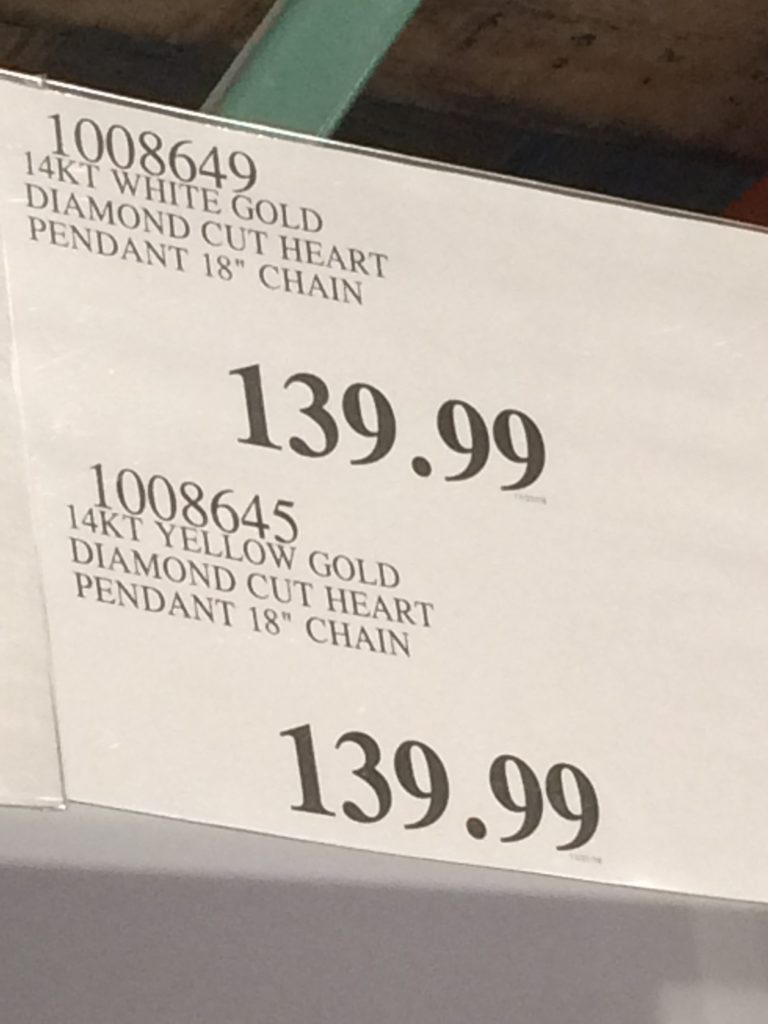 1008649
14KT WHITE GOLD
DIAMOND CUT HEART
PENDANT 18" CHAIN
139.99
1008645
14KT YELLOW GOLD
DIAMOND CUT HEART
PENDANT 18" CHAIN
139.99